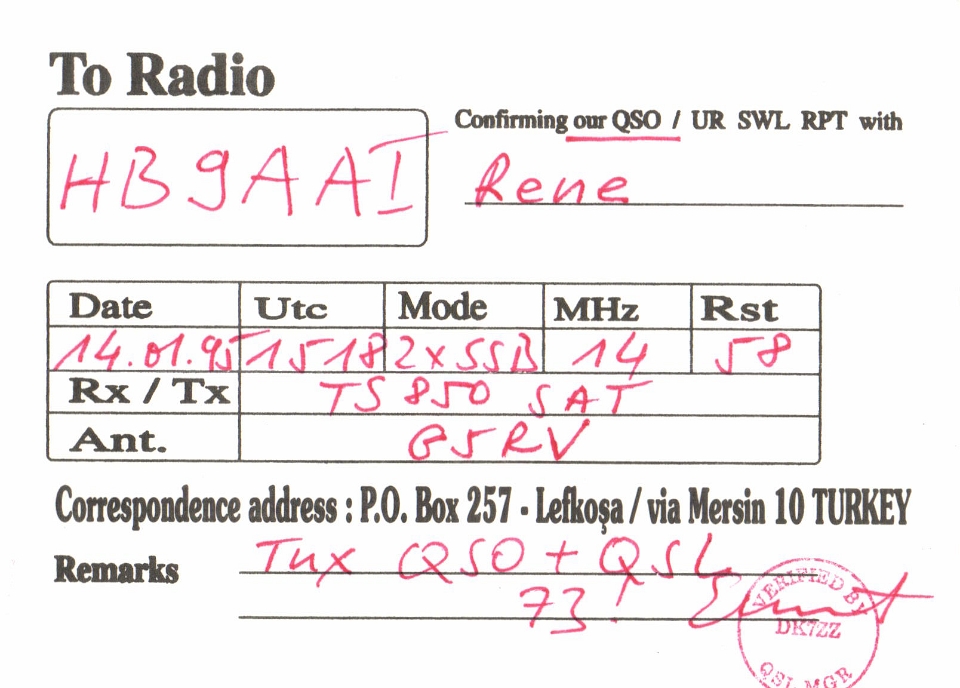 To Radio
Confirming our QSO / UR SWL RPT with
HB9AAI
Rene
Date Utc Mode MHz Rst
14.01.95 1518 2xSSB 14 58
Rx / Tx TS 850 SAT
Ant. G5RV
Correspondence address : P.O. Box 257 - Lefkoşa / via Mersin 10 TURKEY
Remarks Tnx QSO + QSL
73!
VERIFIED BY
DK7ZZ
QSL MGR